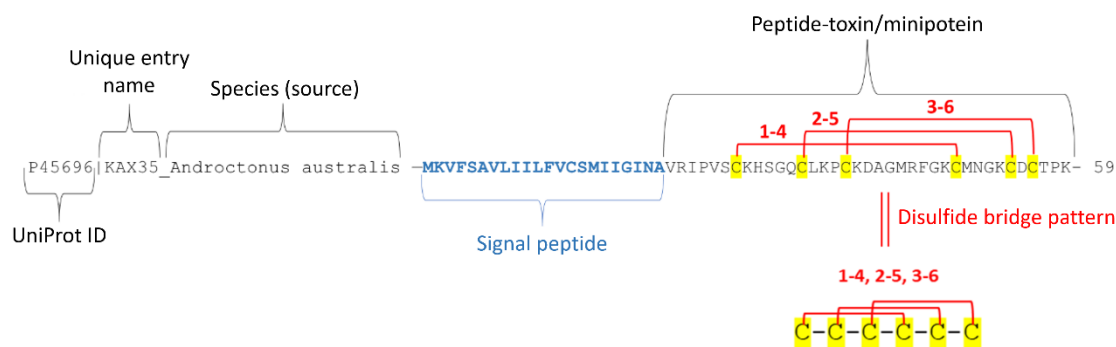 Peptide-toxin/minipotein
Unique entry
name
Species (source)
3-6
2-5
1-4
P45696|KAX35_Androctonus australis —MKVFSAVLIILFVCSMIIGINAVRIPVSCKHSGQCLKPCKDAGMRFGKCMNGKCDCTPK- 59
UniProt ID
Signal peptide
Disulfide bridge pattern
1-4, 2-5, 3-6
C-C-C-C-C-C